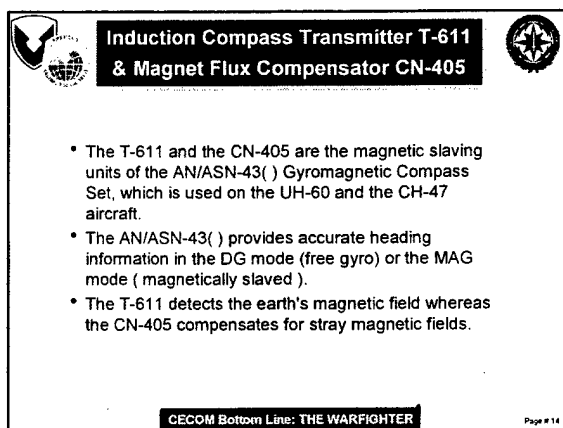 Induction Compass Transmitter T-611
& Magnet Flux Compensator CN-405
• The T-611 and the CN-405 are the magnetic slaving
units of the AN/ASN-43( ) Gyromagnetic Compass
Set, which is used on the UH-60 and the CH-47
aircraft.
• The AN/ASN-43( ) provides accurate heading
information in the DG mode (free gyro) or the MAG
mode ( magnetically slaved ).
• The T-611 detects the earth's magnetic field whereas
the CN-405 compensates for stray magnetic fields.
CECOM Bottom Line: THE WARFIGHTER
Page # 14